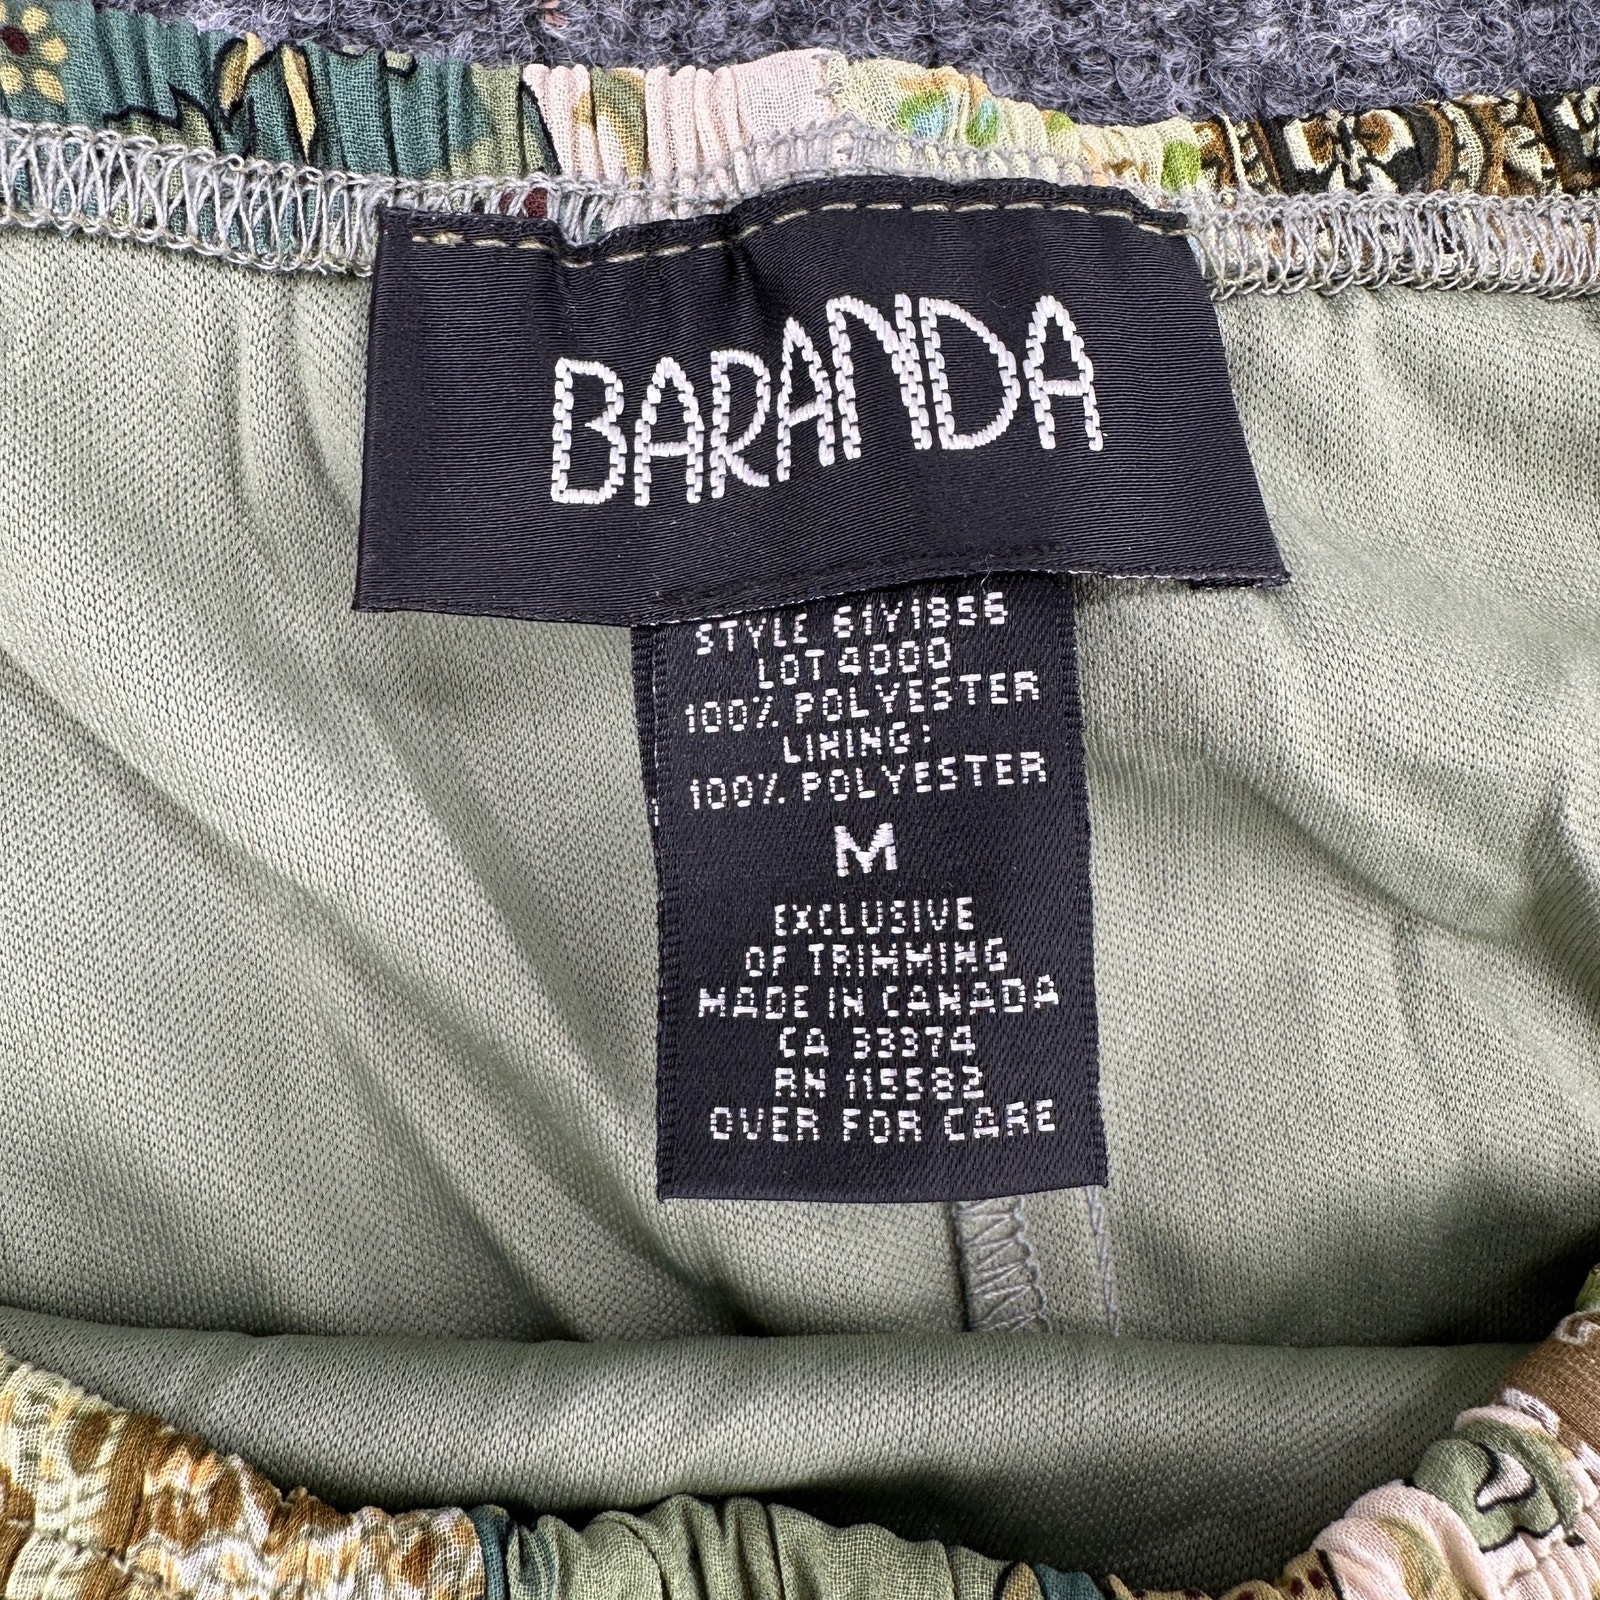 BARANDA
STYLE 61Y1856
LOT 4000
100% POLYESTER
LINING:
100% POLYESTER
M
EXCLUSIVE
OF TRIMMING
MADE IN CANADA
CA 33374
RN 115582
OVER FOR CARE